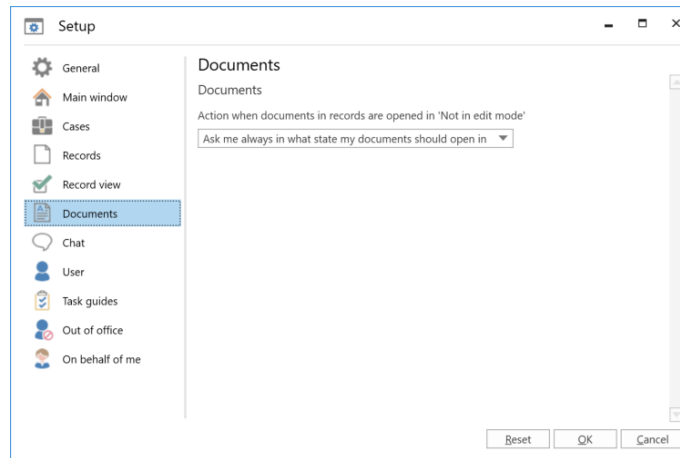 Setup
General
Main window
Cases
Records
Record view
Documents
Chat
User
Task guides
Out of office
On behalf of me
Documents
Documents
Action when documents in records are opened in 'Not in edit mode'
Ask me always in what state my documents should open in
Reset
OK
Cancel